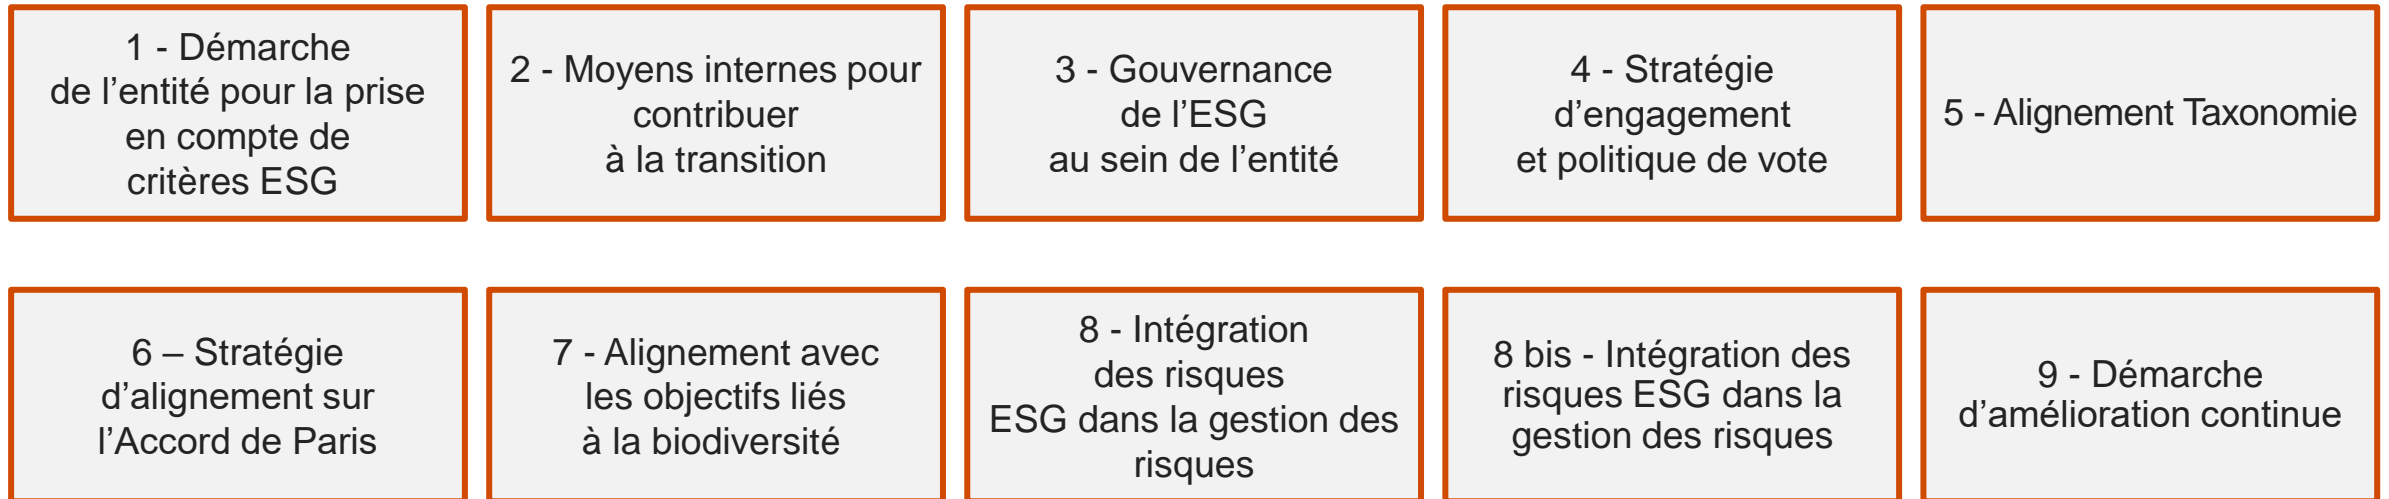 1 - Démarche
de l’entité pour la prise
en compte de
critères ESG
2 - Moyens internes pour
contribuer
à la transition
3 - Gouvernance
de l’ESG
au sein de l’entité
4 - Stratégie
d’engagement
et politique de vote
5 - Alignement Taxonomie
6 – Stratégie
d’alignement sur
l’Accord de Paris
7 - Alignement avec
les objectifs liés
à la biodiversité
8 - Intégration
des risques
ESG dans la gestion des
risques
8 bis - Intégration des
risques ESG dans la
gestion des risques
9 - Démarche
d’amélioration continue